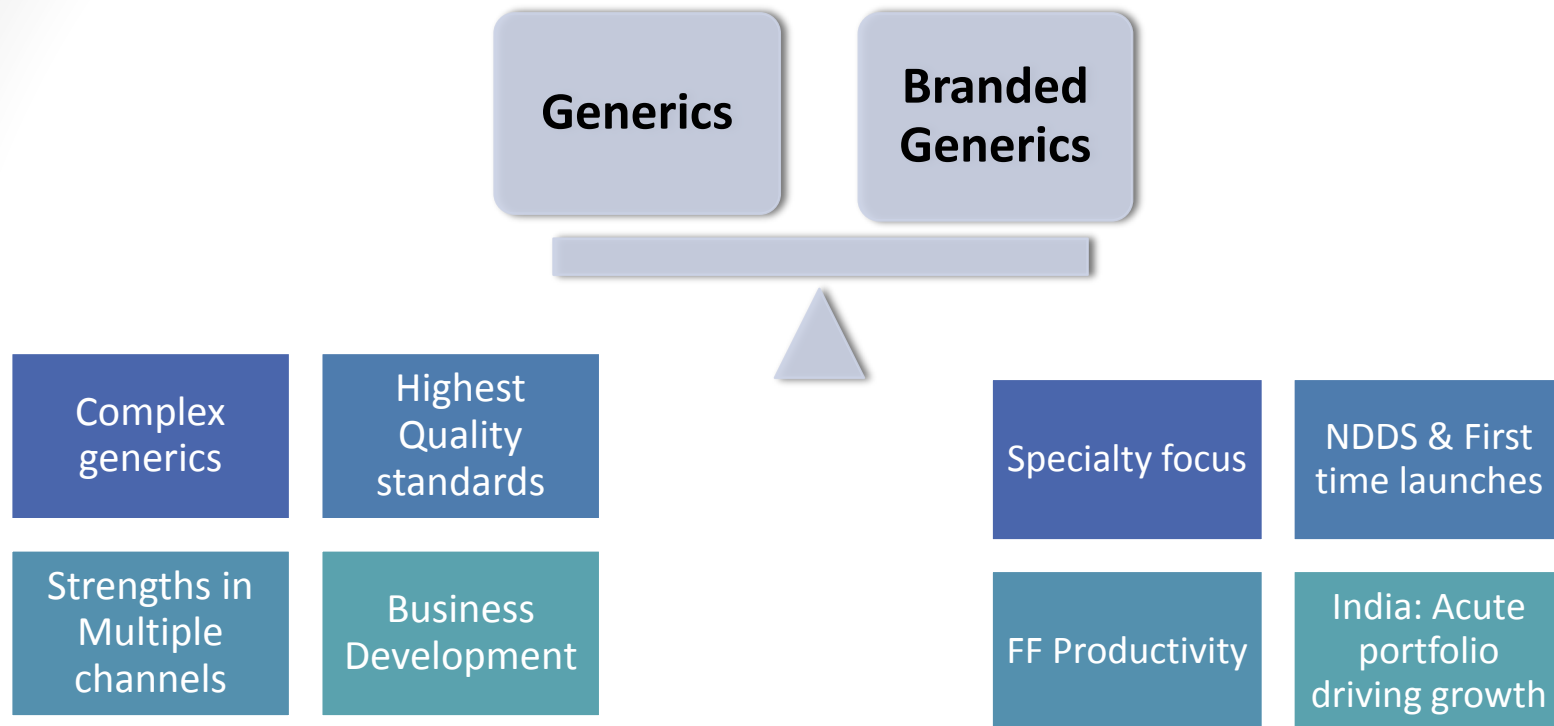 Generics
Branded
Generics
Complex
generics
Highest
Quality
standards
Strengths in
Multiple
channels
Business
Development
Specialty focus
NDDS & First
time launches
FF Productivity
India: Acute
portfolio
driving growth